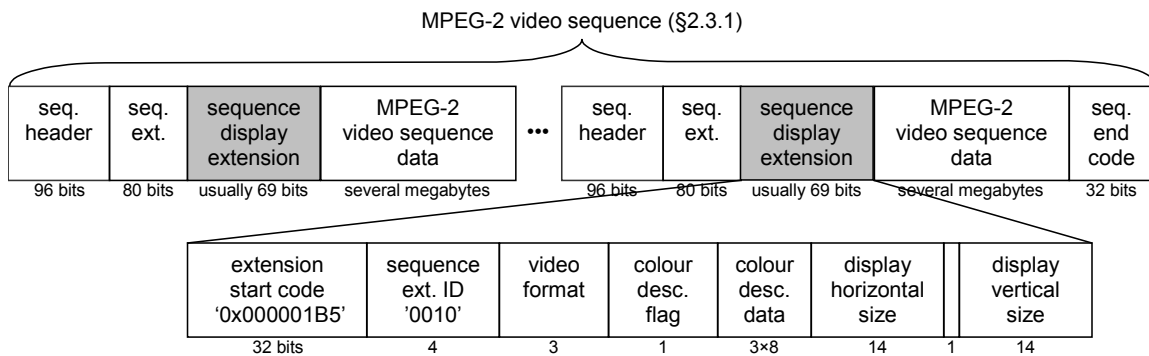 MPEG-2 video sequence (§2.3.1)
seq. header
seq. ext.
sequence display extension
MPEG-2 video sequence data
•••
seq. header
seq. ext.
sequence display extension
MPEG-2 video sequence data
seq. end code
96 bits
80 bits
usually 69 bits
several megabytes
96 bits
80 bits
usually 69 bits
several megabytes
32 bits
extension start code '0x000001B5'
sequence ext. ID '0010'
video format
colour desc. flag
colour desc. data
display horizontal size
display vertical size
32 bits
4
3
1
3×8
14
1
14